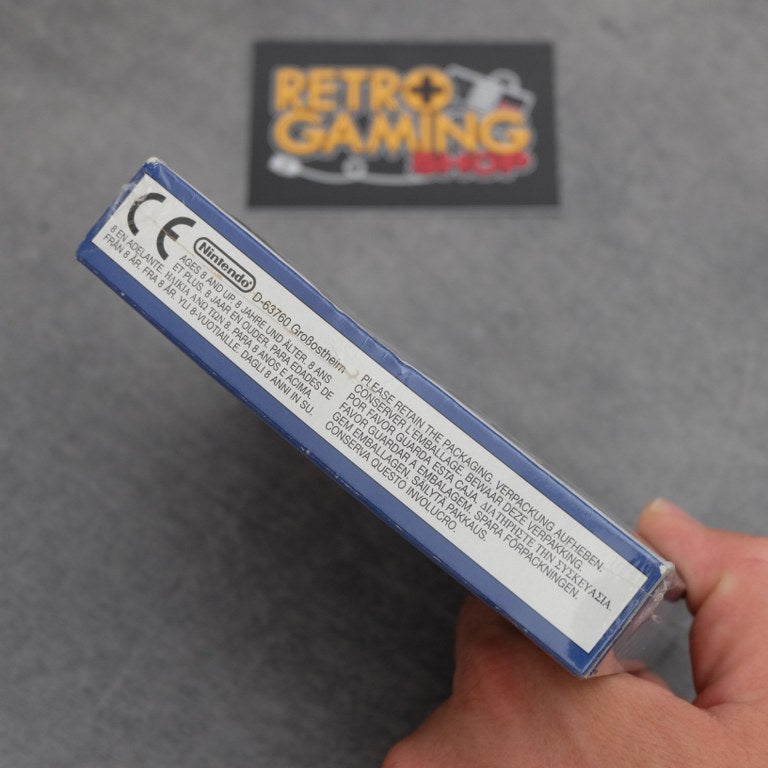 RETRO
GAMING
SHOP
CE
Nintendo
D-63760 Großostheim
AGES 8 AND UP. 8 JAHRE UND ÄLTER. 8 ANS
ET PLUS. 8 JAAR EN OUDER. PARA EDADES DE
8 EN ADELANTE. ΗΛΙΚΙΑ ΑΝΩ ΤΩΝ 8. PARA 8 ANOS E ACIMA.
FRÅN 8 ÅR. FRA 8 ÅR. YLI 8-VUOTIAILLE. DAGLI 8 ANNI IN SU.
PLEASE RETAIN THE PACKAGING. VERPACKUNG AUFHEBEN.
CONSERVER L'EMBALLAGE. BEWAAR DEZE VERPAKKING.
POR FAVOR GUARDA ESTA CAJA. ΔΙΑΤΗΡΗΣΤΕ ΤΗΝ ΣΥΣΚΕΥΑΣΙΑ.
FAVOR GUARDAR A EMBALAGEM. SPARA FÖRPACKNINGEN.
GEM EMBALLAGEN. SÄILYTÄ PAKKAUS.
CONSERVA QUESTO INVOLUCRO.